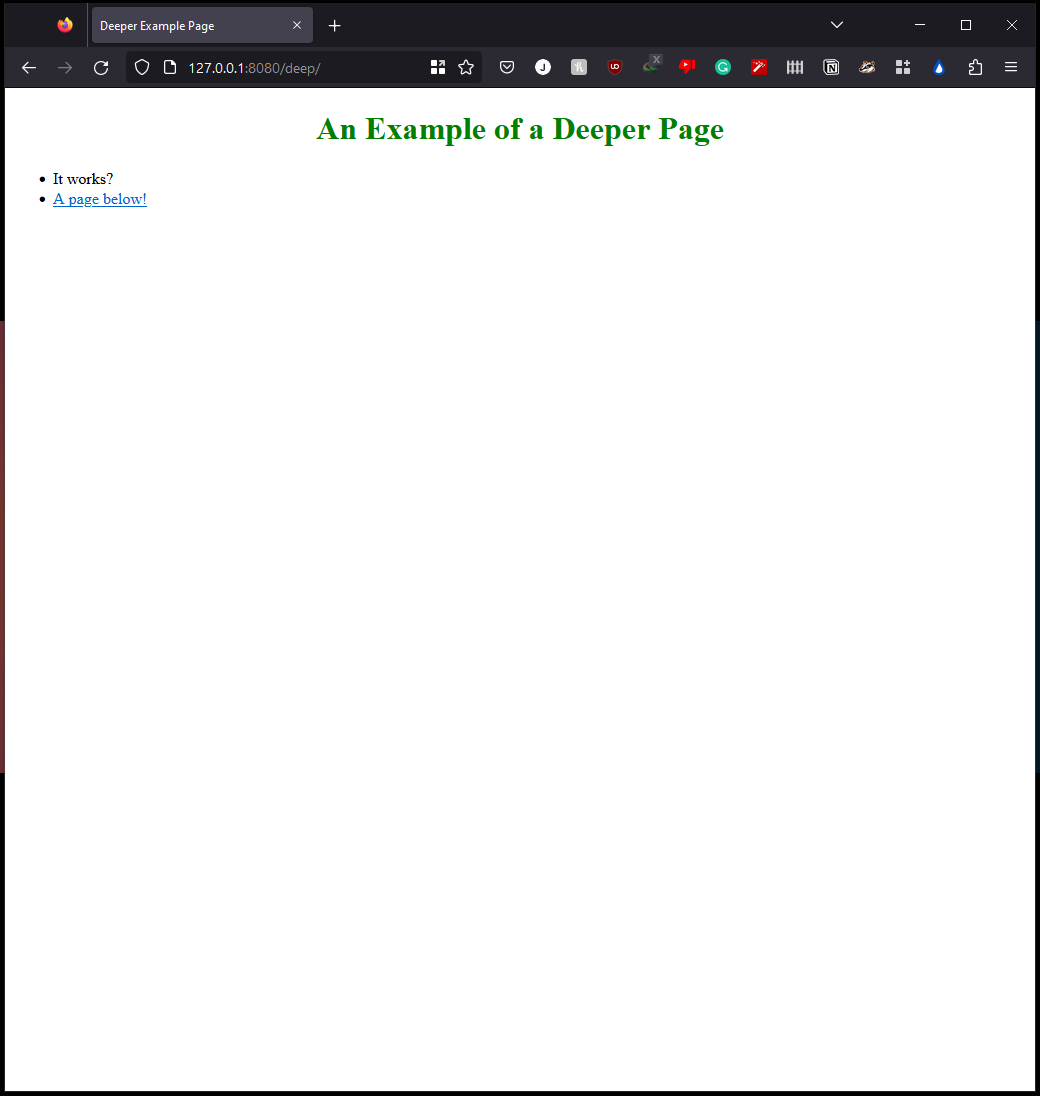 Deeper Example Page
127.0.0.1:8080/deep/
An Example of a Deeper Page
It works?
A page below!